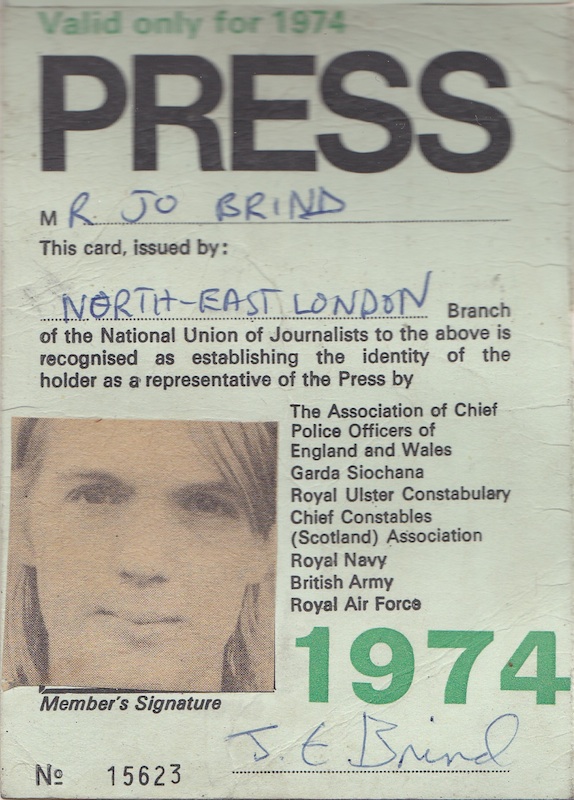 Valid only for 1974
PRESS
MR JO BRIND
This card, issued by:
NORTH-EAST LONDON Branch
of the National Union of Journalists to the above is
recognised as establishing the identity of the
holder as a representative of the Press by
The Association of Chief
Police Officers of
England and Wales
Garda Siochana
Royal Ulster Constabulary
Chief Constables
(Scotland) Association
Royal Navy
British Army
Royal Air Force
1974
Member's Signature
J. E Brind
№ 15623